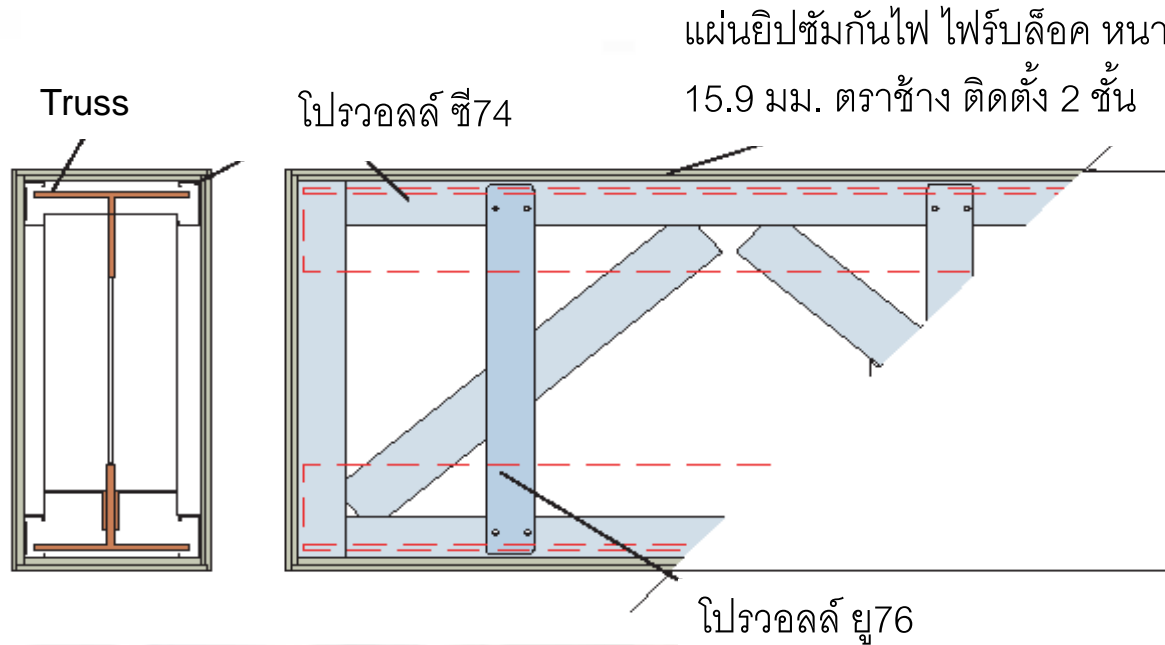 แผ่นยิปซัมกันไฟ ไฟร์บล็อค หนา
15.9 มม. ตราช้าง ติดตั้ง 2 ชั้น
Truss
โปรวอลล์ ซี74
โปรวอลล์ ยู76